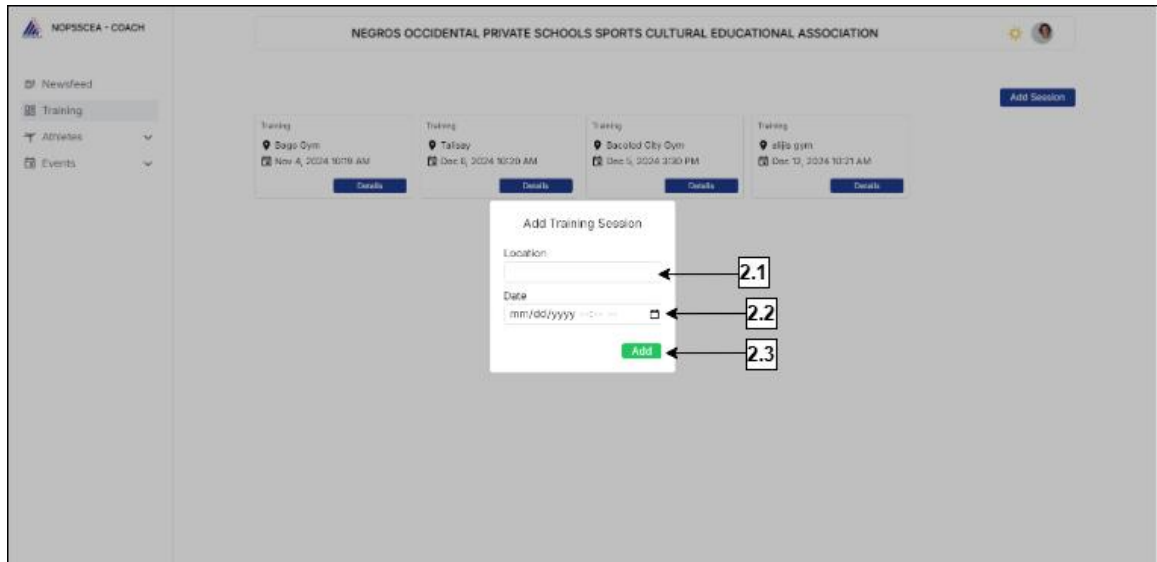 NOPSSCEA - COACH
NEGROS OCCIDENTAL PRIVATE SCHOOLS SPORTS CULTURAL EDUCATIONAL ASSOCIATION
Newsfeed
Training
Athletes
Events
Add Session
Training
Bago Gym
Nov 4, 2024 10:19 AM
Details
Training
Talisay
Dec 6, 2024 10:20 AM
Details
Training
Bacolod City Gym
Dec 5, 2024 3:30 PM
Details
Training
alijis gym
Dec 12, 2024 10:21 AM
Details
Add Training Session
Location
2.1
Date
mm/dd/yyyy --:-- --
2.2
Add
2.3